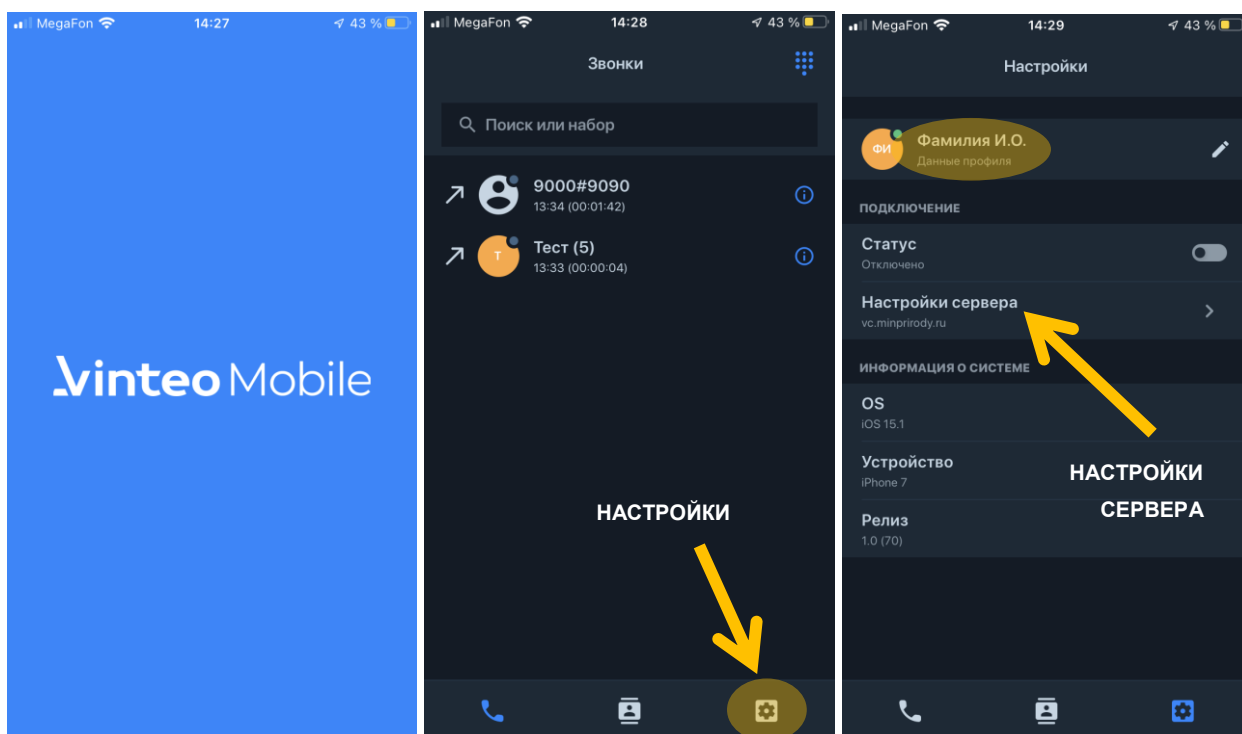 MegaFon 14:27 43 %
Vinteo Mobile
MegaFon 14:28 43 %
Звонки
Поиск или набор
9000#9090
13:34 (00:01:42)
Т
Тест (5)
13:33 (00:00:04)
НАСТРОЙКИ
MegaFon 14:29 43 %
Настройки
ФИ
Фамилия И.О.
Данные профиля
ПОДКЛЮЧЕНИЕ
Статус
Отключено
Настройки сервера
vc.minprirody.ru
ИНФОРМАЦИЯ О СИСТЕМЕ
OS
iOS 15.1
Устройство
iPhone 7
Релиз
1.0 (70)
НАСТРОЙКИ
СЕРВЕРА